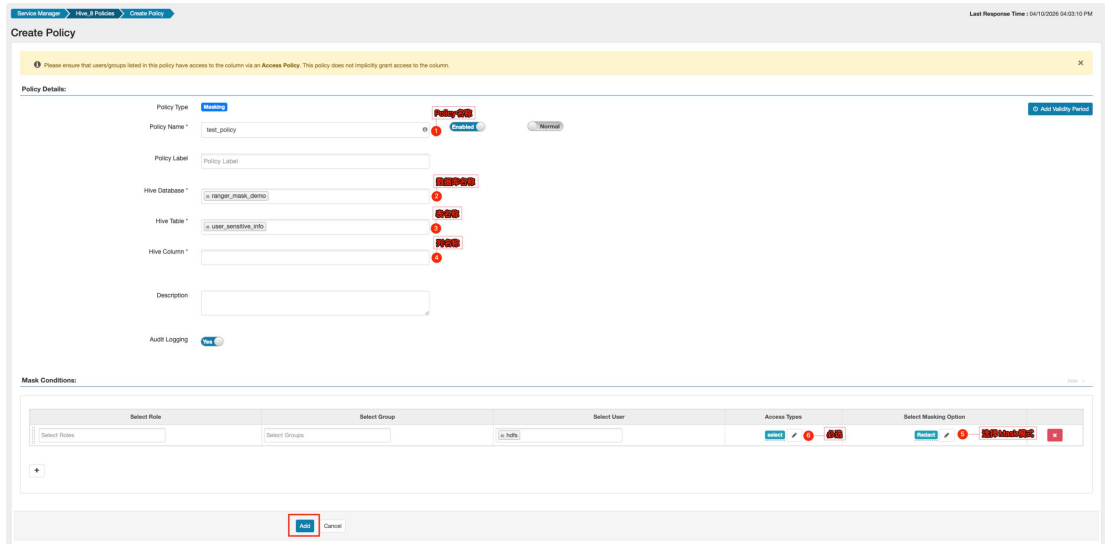 Service Manager Hive_8 Policies Create Policy Last Response Time : 04/10/2026 04:03:10 PM
Create Policy
Please ensure that users/groups listed in this policy have access to the column via an Access Policy. This policy does not implicitly grant access to the column. ×
Policy Details:
Policy Type Masking Policy名称 Add Validity Period
Policy Name * test_policy 1 Enabled Normal
Policy Label Policy Label
数据库名称
Hive Database * × ranger_mask_demo 2
表名称
Hive Table * × user_sensitive_info 3
列名称
Hive Column * 4
Description
Audit Logging Yes
Mask Conditions:
Select Role Select Group Select User Access Types Select Masking Option
Select Roles Select Groups × hdfs select 6 必选 Redact 5 选择Mask模式 ×
+
Add Cancel